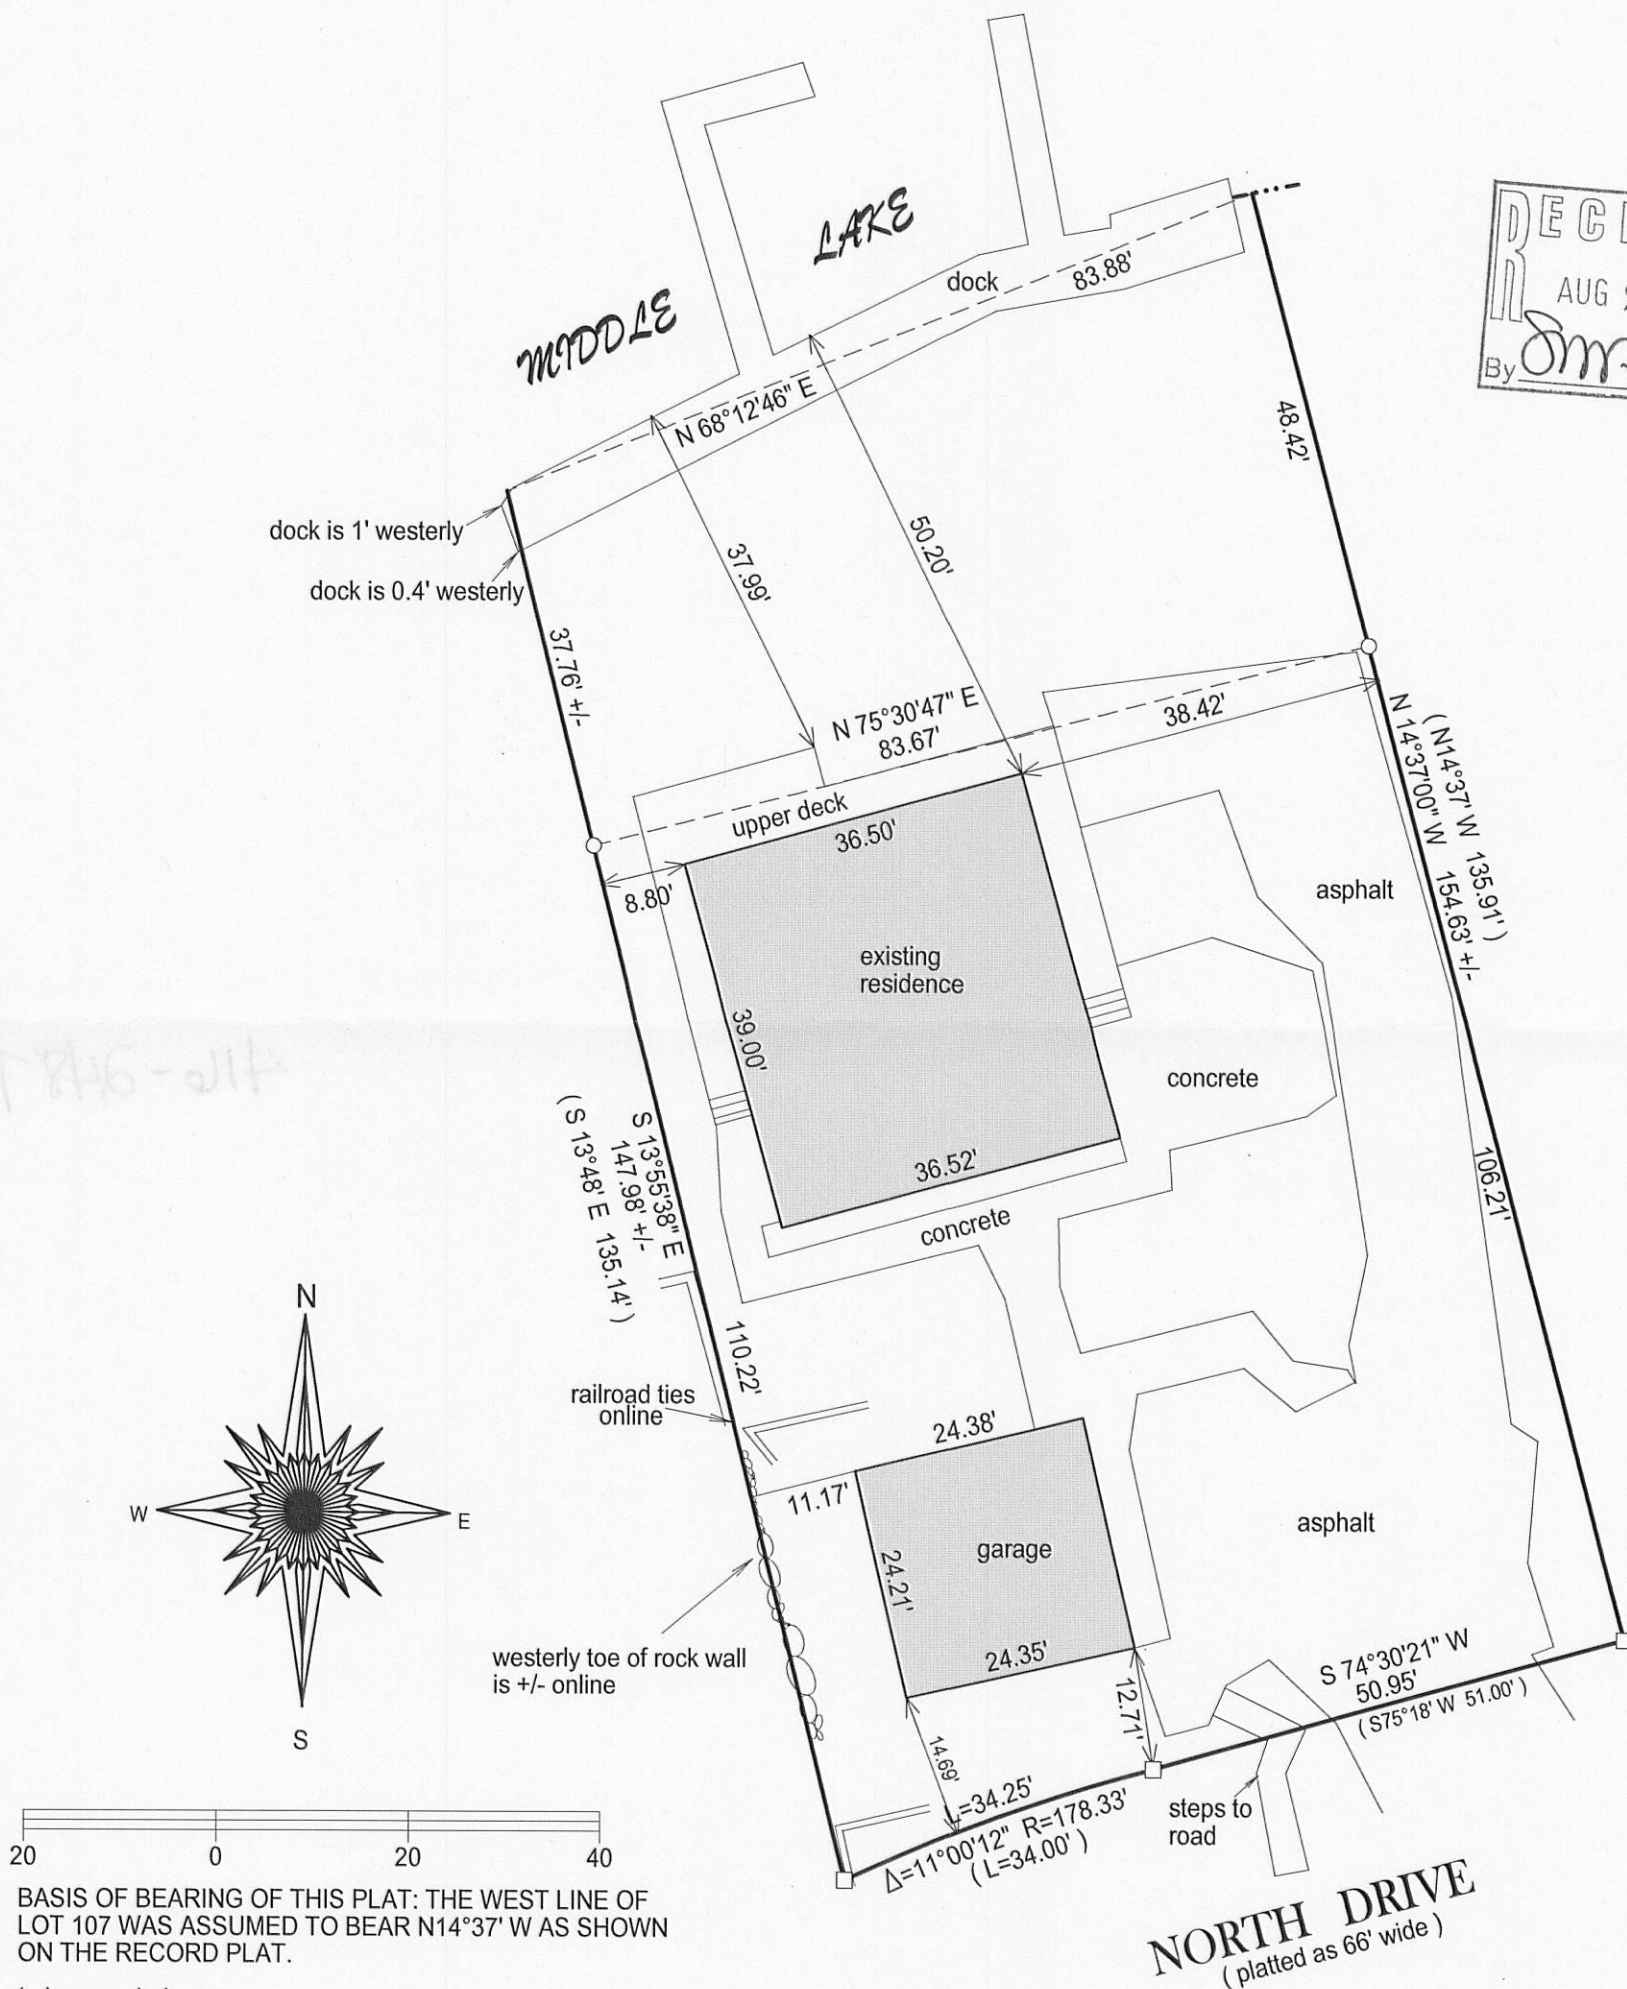 MIDDLE LAKE
dock
83.88'
N 68°12'46" E
AUG
By
48.42'
dock is 1' westerly
dock is 0.4' westerly
37.76' +/-
37.99'
50.20'
N 75°30'47" E
83.67'
38.42'
upper deck
36.50'
8.80'
( N14°37' W 135.91' )
N 14°37'00" W 154.63' +/-
asphalt
existing
residence
39.00'
concrete
36.52'
concrete
106.21'
S 13°55'38" E
147.98' +/-
( S 13°48' E 135.14' )
110.22'
railroad ties
online
24.38'
11.17'
garage
24.21'
24.35'
asphalt
westerly toe of rock wall
is +/- online
12.71'
14.69'
S 74°30'21" W
50.95'
( S75°18' W 51.00' )
L=34.25'
Δ=11°00'12" R=178.33'
( L=34.00' )
steps to
road
NORTH DRIVE
( platted as 66' wide )
N
W
E
S
20 0 20 40
BASIS OF BEARING OF THIS PLAT: THE WEST LINE OF
LOT 107 WAS ASSUMED TO BEAR N14°37' W AS SHOWN
ON THE RECORD PLAT.